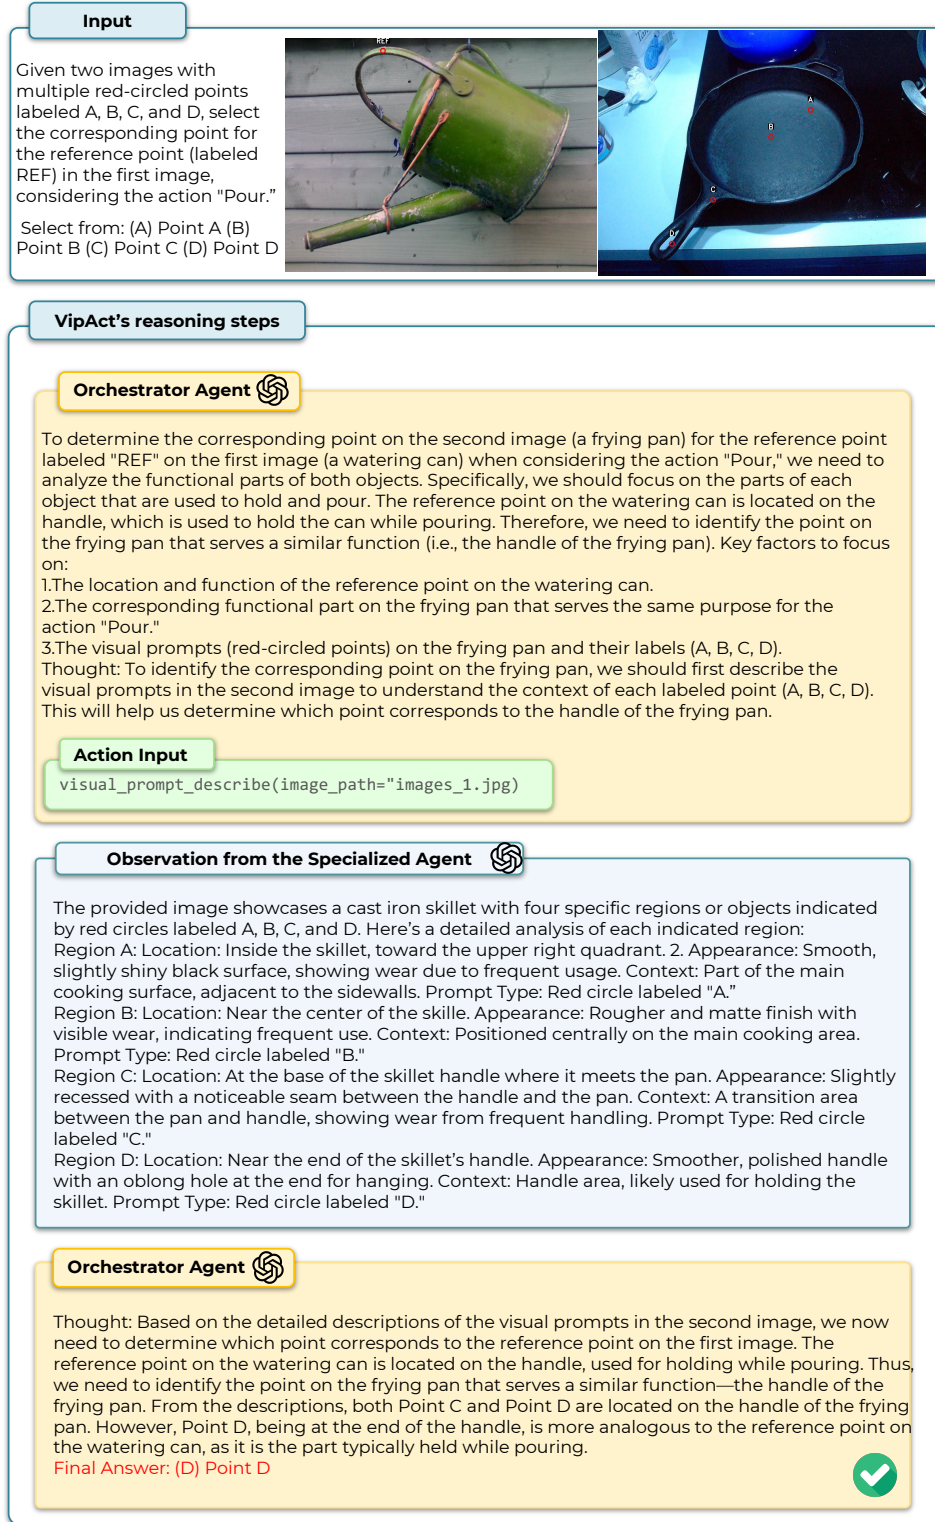 Input
Given two images with
multiple red-circled points
labeled A, B, C, and D, select
the corresponding point for
the reference point (labeled
REF) in the first image,
considering the action "Pour.”
Select from: (A) Point A (B)
Point B (C) Point C (D) Point D
REF
A
B
C
D
VipAct’s reasoning steps
Orchestrator Agent
To determine the corresponding point on the second image (a frying pan) for the reference point
labeled "REF" on the first image (a watering can) when considering the action "Pour," we need to
analyze the functional parts of both objects. Specifically, we should focus on the parts of each
object that are used to hold and pour. The reference point on the watering can is located on the
handle, which is used to hold the can while pouring. Therefore, we need to identify the point on
the frying pan that serves a similar function (i.e., the handle of the frying pan). Key factors to focus
on:
1.The location and function of the reference point on the watering can.
2.The corresponding functional part on the frying pan that serves the same purpose for the
action "Pour."
3.The visual prompts (red-circled points) on the frying pan and their labels (A, B, C, D).
Thought: To identify the corresponding point on the frying pan, we should first describe the
visual prompts in the second image to understand the context of each labeled point (A, B, C, D).
This will help us determine which point corresponds to the handle of the frying pan.
Action Input
visual_prompt_describe(image_path="images_1.jpg)
Observation from the Specialized Agent
The provided image showcases a cast iron skillet with four specific regions or objects indicated
by red circles labeled A, B, C, and D. Here’s a detailed analysis of each indicated region:
Region A: Location: Inside the skillet, toward the upper right quadrant. 2. Appearance: Smooth,
slightly shiny black surface, showing wear due to frequent usage. Context: Part of the main
cooking surface, adjacent to the sidewalls. Prompt Type: Red circle labeled "A.”
Region B: Location: Near the center of the skille. Appearance: Rougher and matte finish with
visible wear, indicating frequent use. Context: Positioned centrally on the main cooking area.
Prompt Type: Red circle labeled "B."
Region C: Location: At the base of the skillet handle where it meets the pan. Appearance: Slightly
recessed with a noticeable seam between the handle and the pan. Context: A transition area
between the pan and handle, showing wear from frequent handling. Prompt Type: Red circle
labeled "C."
Region D: Location: Near the end of the skillet’s handle. Appearance: Smoother, polished handle
with an oblong hole at the end for hanging. Context: Handle area, likely used for holding the
skillet. Prompt Type: Red circle labeled "D."
Orchestrator Agent
Thought: Based on the detailed descriptions of the visual prompts in the second image, we now
need to determine which point corresponds to the reference point on the first image. The
reference point on the watering can is located on the handle, used for holding while pouring. Thus,
we need to identify the point on the frying pan that serves a similar function—the handle of the
frying pan. From the descriptions, both Point C and Point D are located on the handle of the frying
pan. However, Point D, being at the end of the handle, is more analogous to the reference point on
the watering can, as it is the part typically held while pouring.
Final Answer: (D) Point D